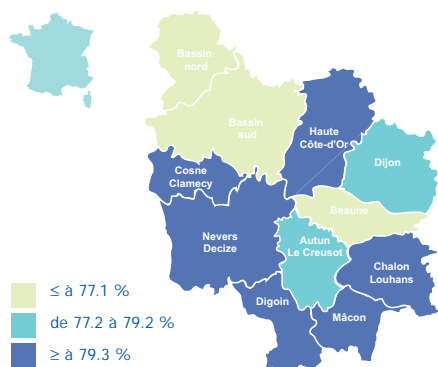 Bassin
nord
Bassin
sud
Haute
Côte-d'Or
Dijon
Cosne
Clamecy
Beaune
Nevers
Decize
Autun
Le Creusot
Chalon
Louhans
Digoin
Mâcon
≤ à 77.1 %
de 77.2 à 79.2 %
≥ à 79.3 %